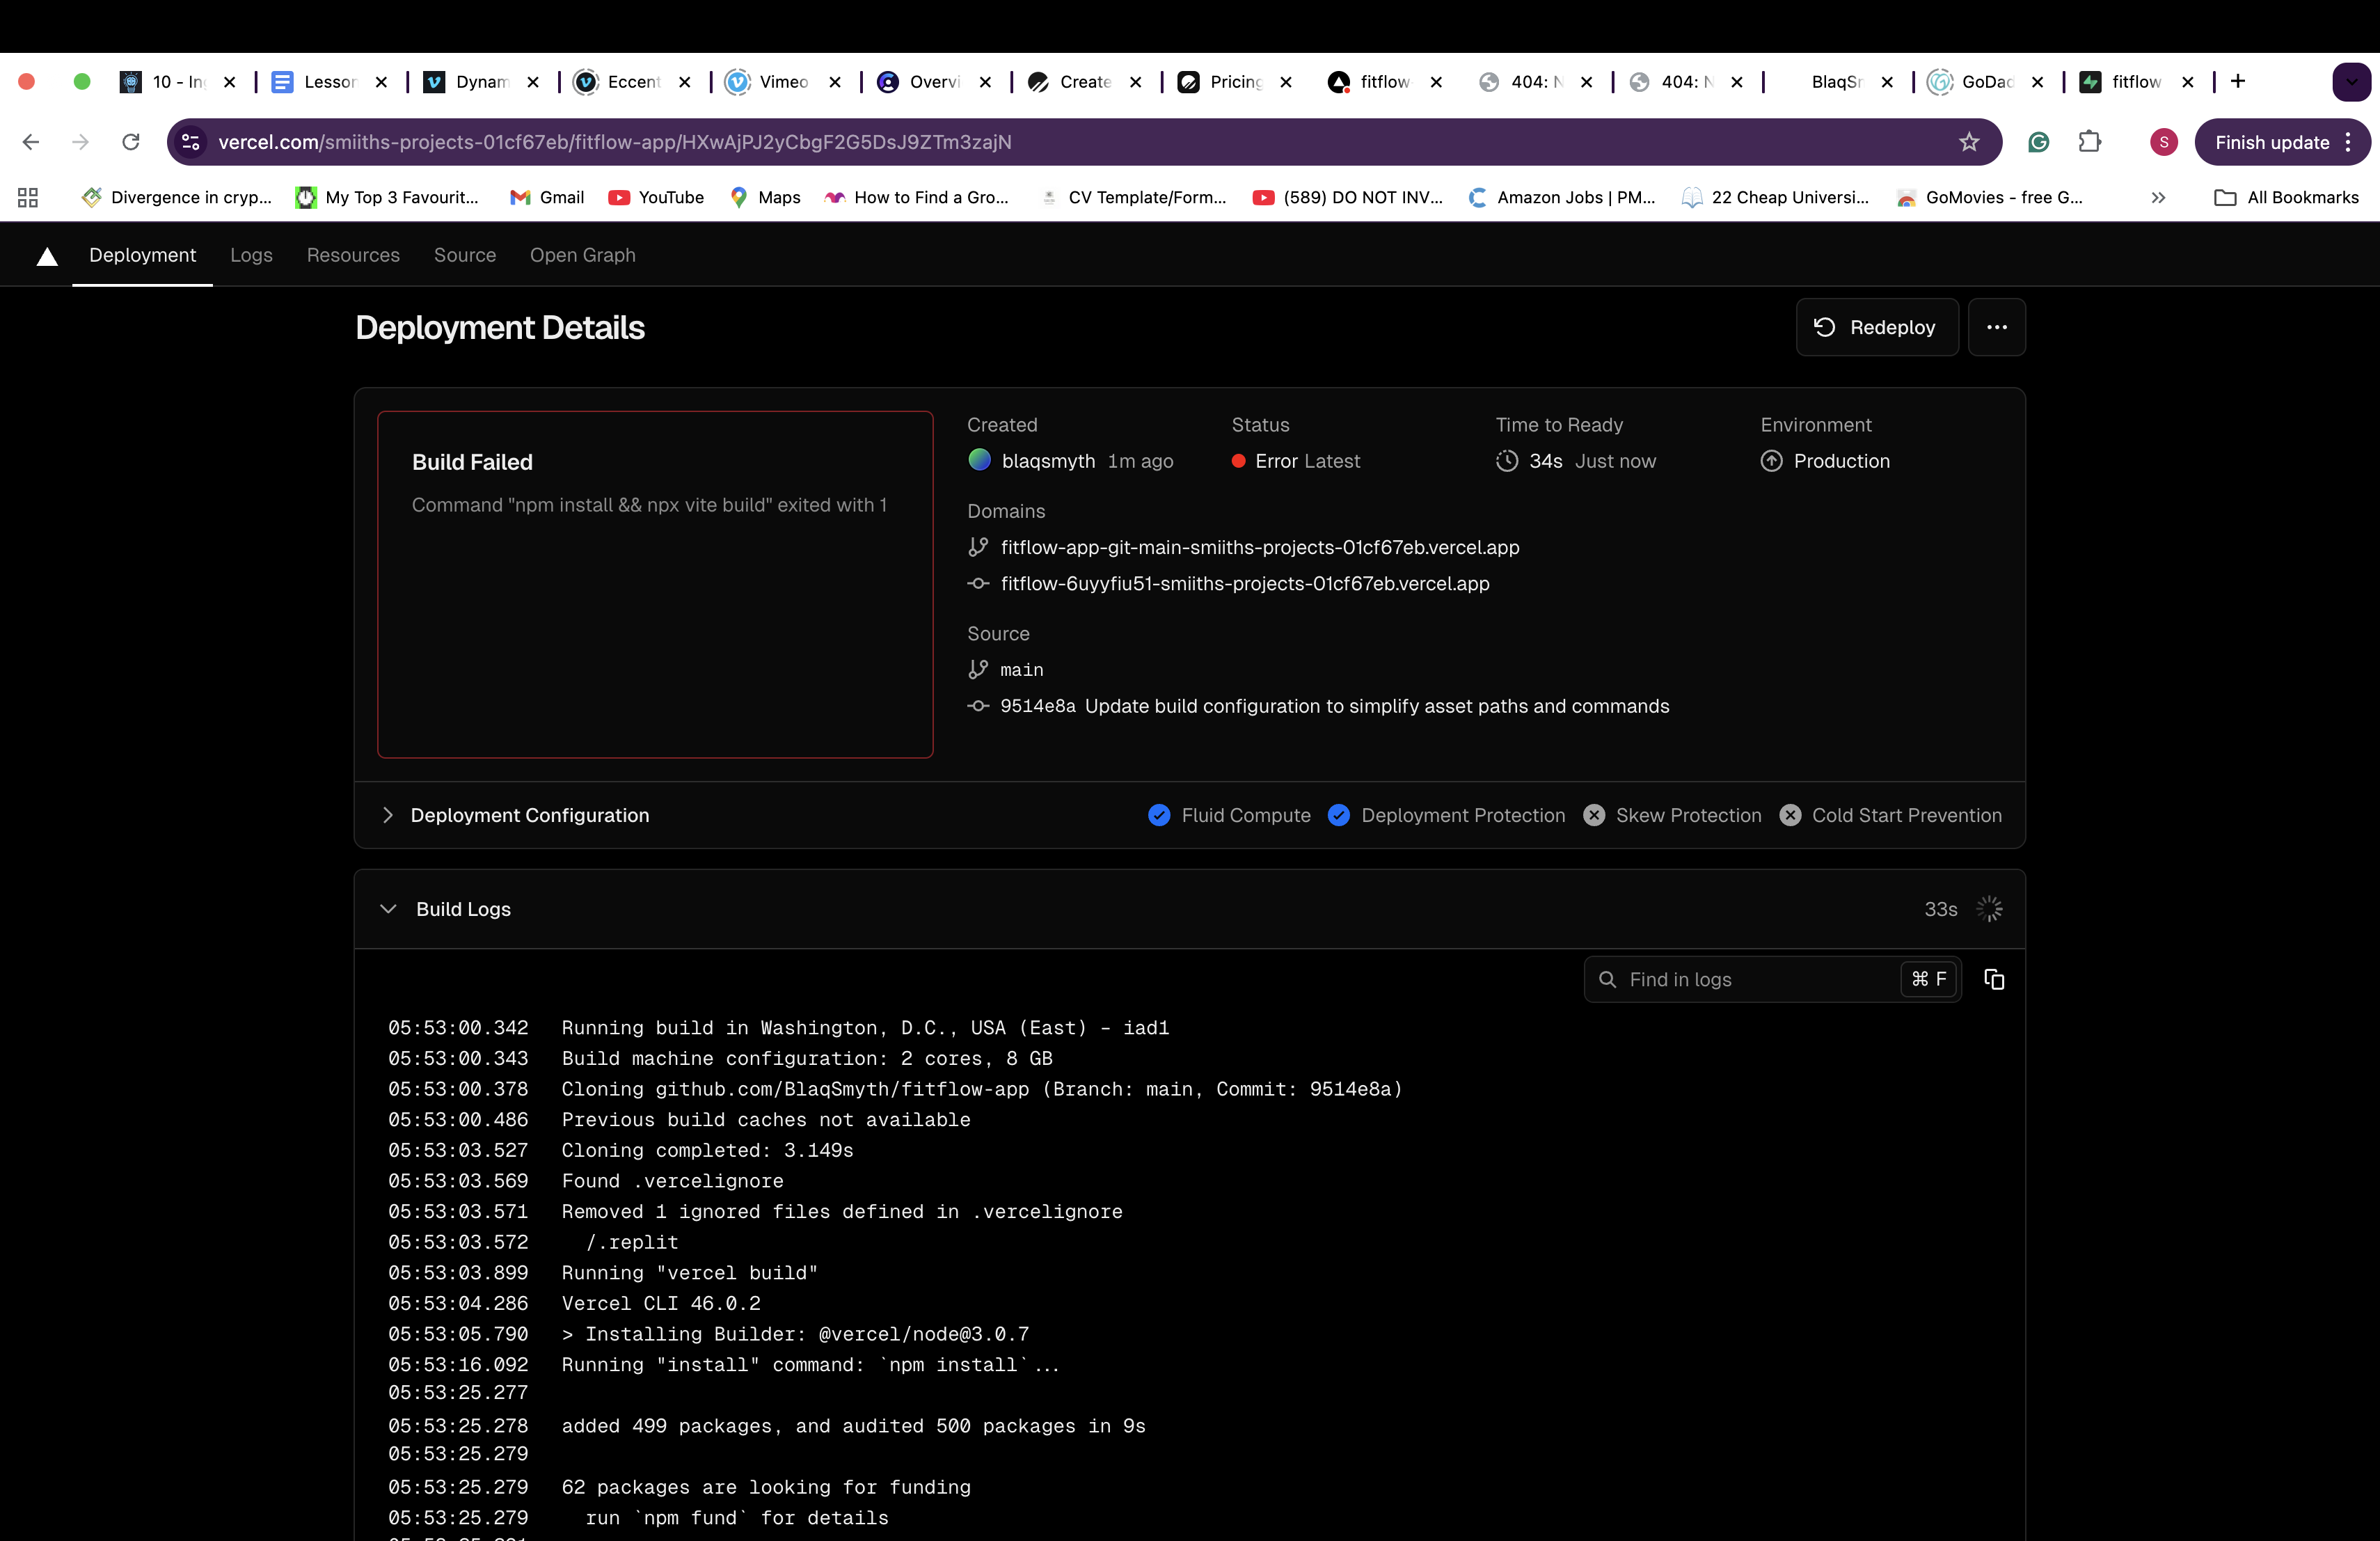 10 - In
Lesson
Dynam
Eccent
Vimeo
Overvi
Create
Pricing
fitflow
404: N
404: N
BlaqSn
GoDad
fitflow
vercel.com/smiiths-projects-01cf67eb/fitflow-app/HXwAjPJ2yCbgF2G5DsJ9ZTm3zajN
S
Finish update
Divergence in cryp...
My Top 3 Favourit...
Gmail
YouTube
Maps
How to Find a Gro...
CV Template/Form...
(589) DO NOT INV...
Amazon Jobs | PM...
22 Cheap Universi...
GoMovies - free G...
All Bookmarks
Deployment
Logs
Resources
Source
Open Graph
Deployment Details
Redeploy
Build Failed
Command "npm install && npx vite build" exited with 1
Created
blaqsmyth 1m ago
Status
Error Latest
Time to Ready
34s Just now
Environment
Production
Domains
fitflow-app-git-main-smiiths-projects-01cf67eb.vercel.app
fitflow-6uyyfiu51-smiiths-projects-01cf67eb.vercel.app
Source
main
9514e8a Update build configuration to simplify asset paths and commands
Deployment Configuration
Fluid Compute
Deployment Protection
Skew Protection
Cold Start Prevention
Build Logs
33s
Find in logs
⌘ F
05:53:00.342 Running build in Washington, D.C., USA (East) – iad1
05:53:00.343 Build machine configuration: 2 cores, 8 GB
05:53:00.378 Cloning github.com/BlaqSmyth/fitflow-app (Branch: main, Commit: 9514e8a)
05:53:00.486 Previous build caches not available
05:53:03.527 Cloning completed: 3.149s
05:53:03.569 Found .vercelignore
05:53:03.571 Removed 1 ignored files defined in .vercelignore
05:53:03.572 /.replit
05:53:03.899 Running "vercel build"
05:53:04.286 Vercel CLI 46.0.2
05:53:05.790 > Installing Builder: @vercel/node@3.0.7
05:53:16.092 Running "install" command: `npm install`...
05:53:25.277
05:53:25.278 added 499 packages, and audited 500 packages in 9s
05:53:25.279
05:53:25.279 62 packages are looking for funding
05:53:25.279 run `npm fund` for details